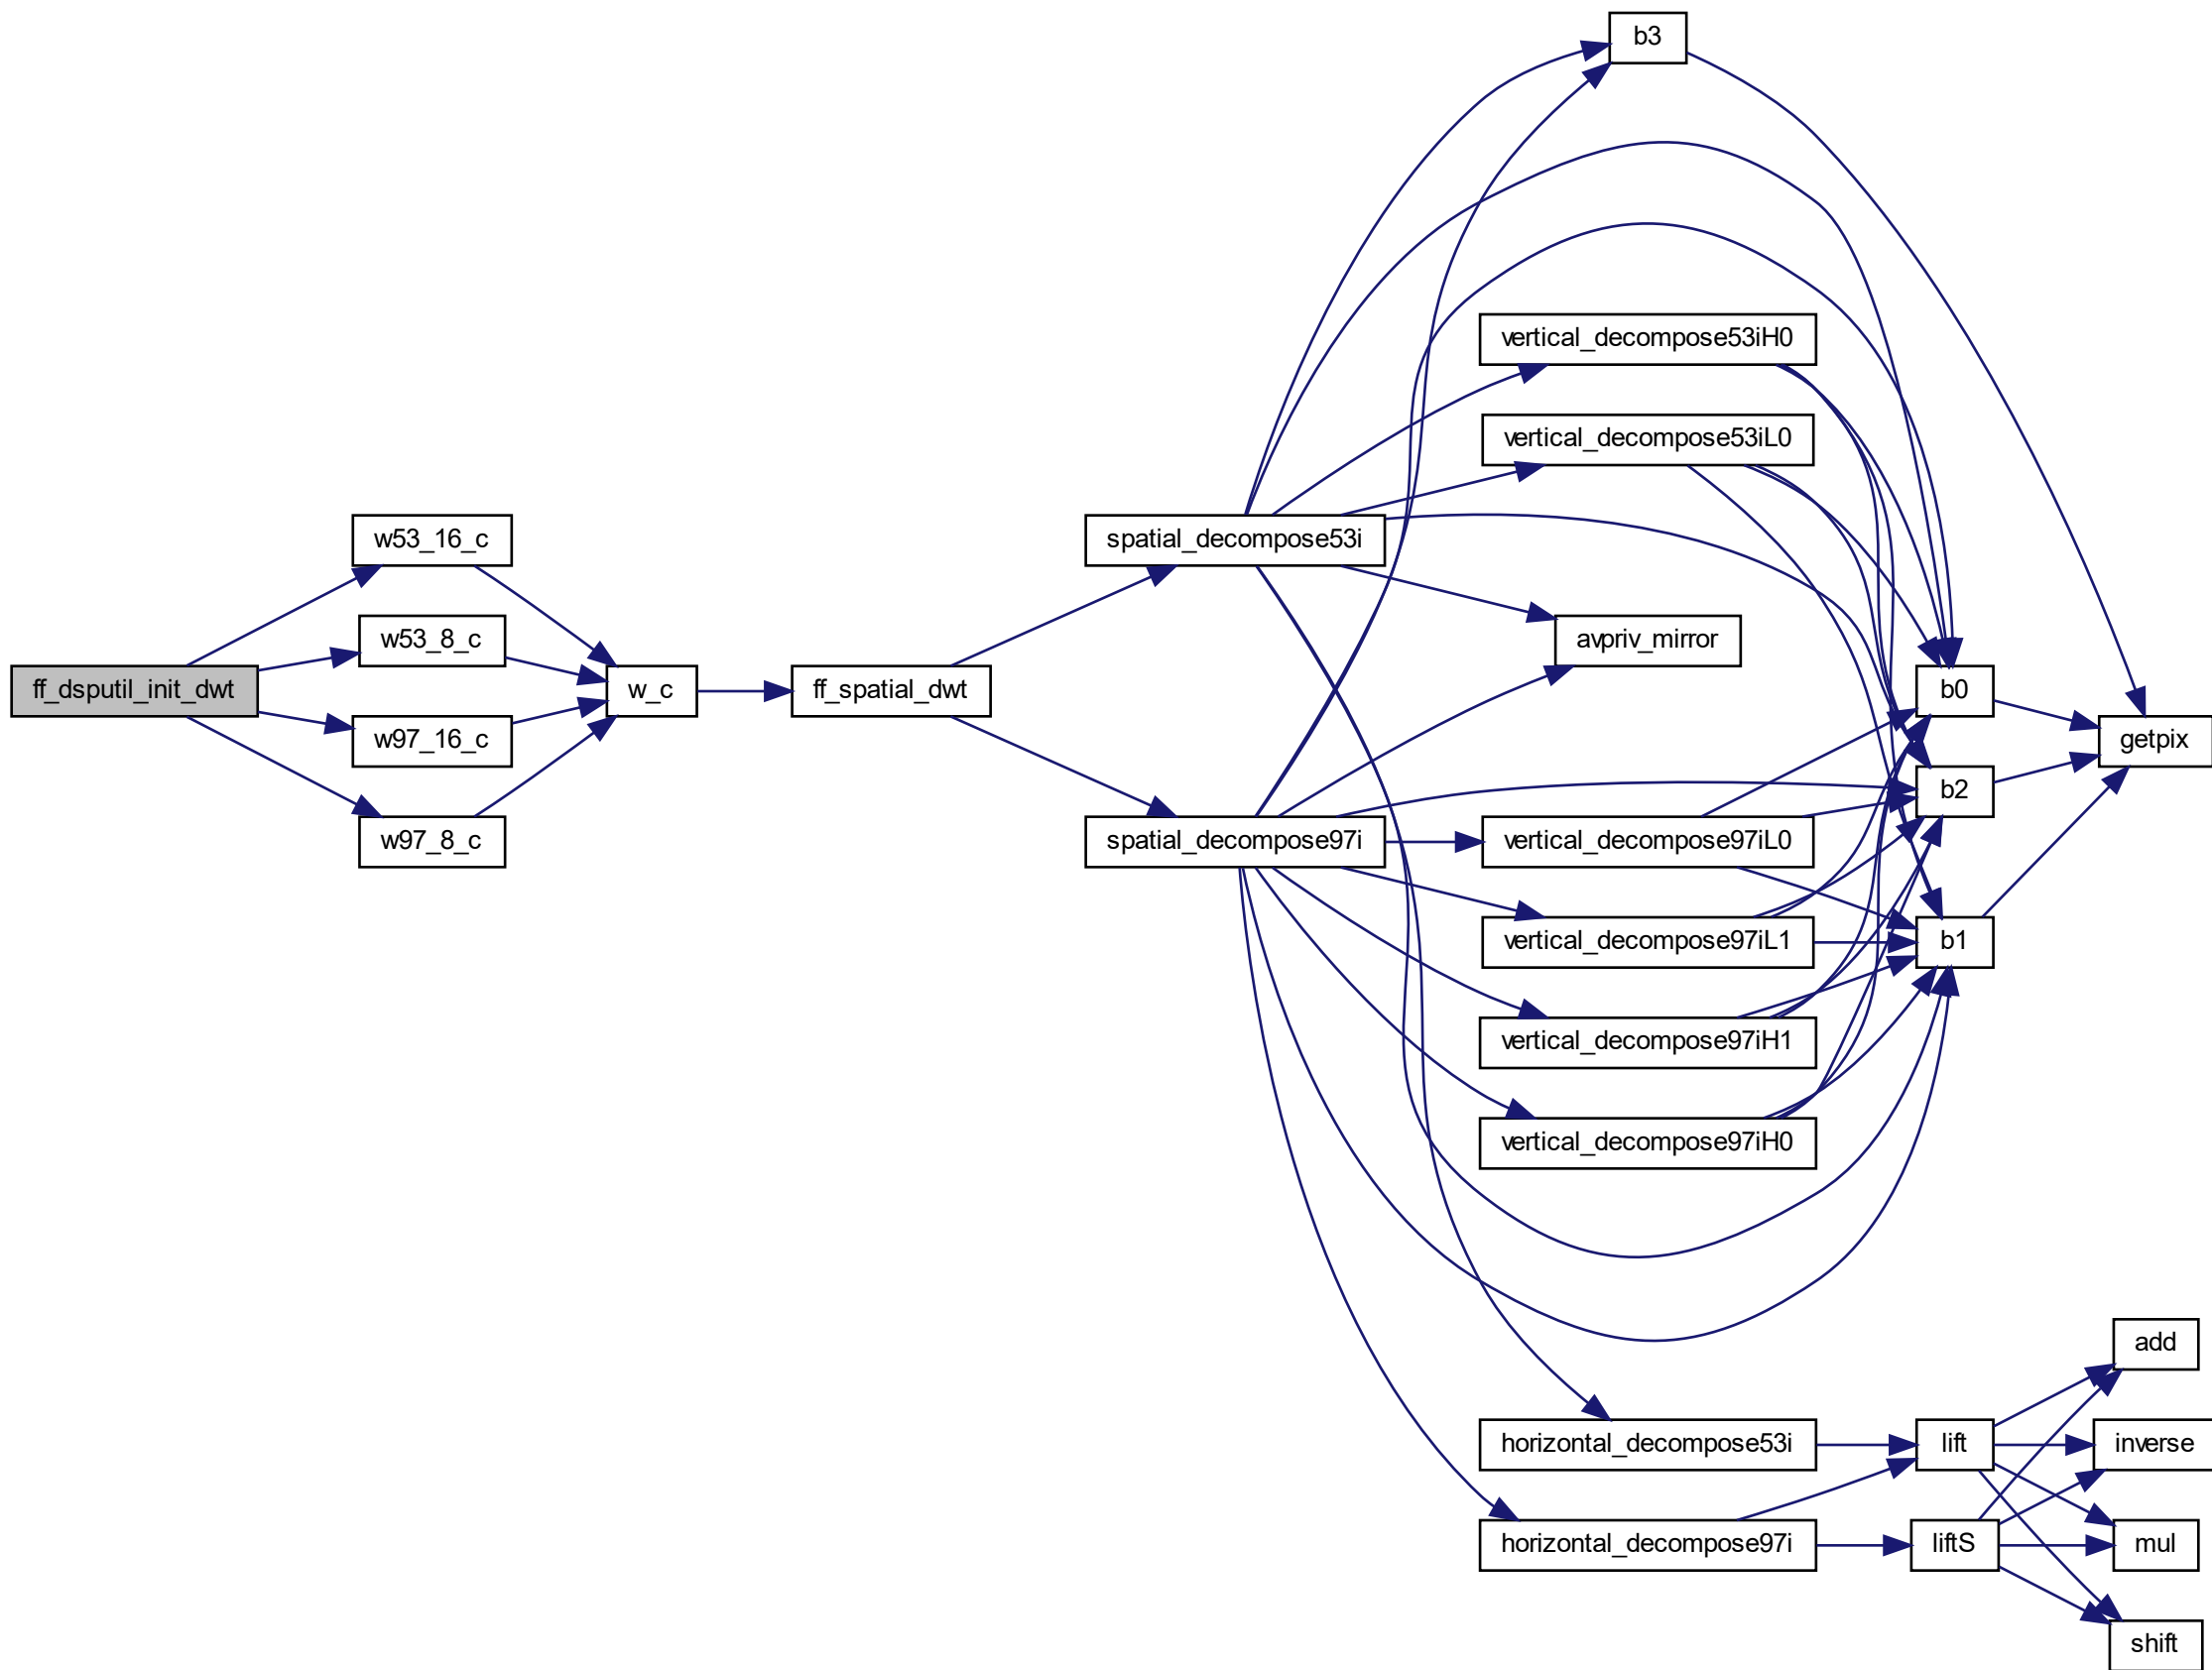 b3
vertical_decompose53iH0
vertical_decompose53iL0
w53_16_c
spatial_decompose53i
w53_8_c
avpriv_mirror
ff_dsputil_init_dwt
w_c
ff_spatial_dwt
b0
w97_16_c
getpix
b2
w97_8_c
spatial_decompose97i
vertical_decompose97iL0
vertical_decompose97iL1
b1
vertical_decompose97iH1
vertical_decompose97iH0
add
horizontal_decompose53i
lift
inverse
horizontal_decompose97i
liftS
mul
shift